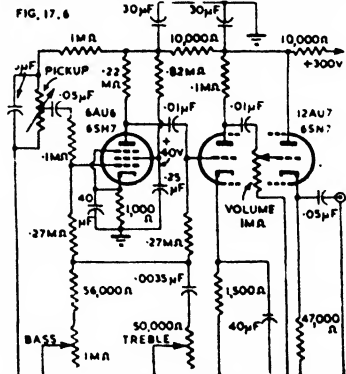 FIG, 17,6
30μF 30μF
1MΩ
10,000Ω
10,000Ω
+300V
PICKUP
.05μF
.22
MΩ
.82MΩ
.1MΩ
.01μF
.01μF
6AU6
6SH7
12AU7
6N7
60V
.1MΩ
.25
μF
40
μF
1,000
Ω
VOLUME
1MΩ
.05μF
.27MΩ
.27MΩ
.0035μF
56,000Ω
1,500Ω
47,000
Ω
50,000Ω
40μF
BASS
TREBLE
1MΩ